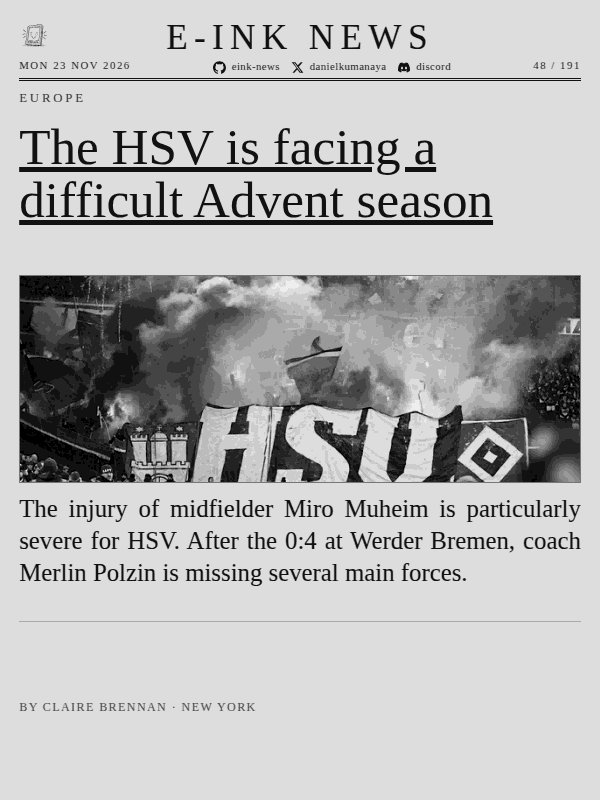 E-INK NEWS
MON 23 NOV 2026
eink-news danielkumanaya discord
48 / 191
EUROPE
The HSV is facing a
difficult Advent season
HSV
The injury of midfielder Miro Muheim is particularly
severe for HSV. After the 0:4 at Werder Bremen, coach
Merlin Polzin is missing several main forces.
BY CLAIRE BRENNAN · NEW YORK